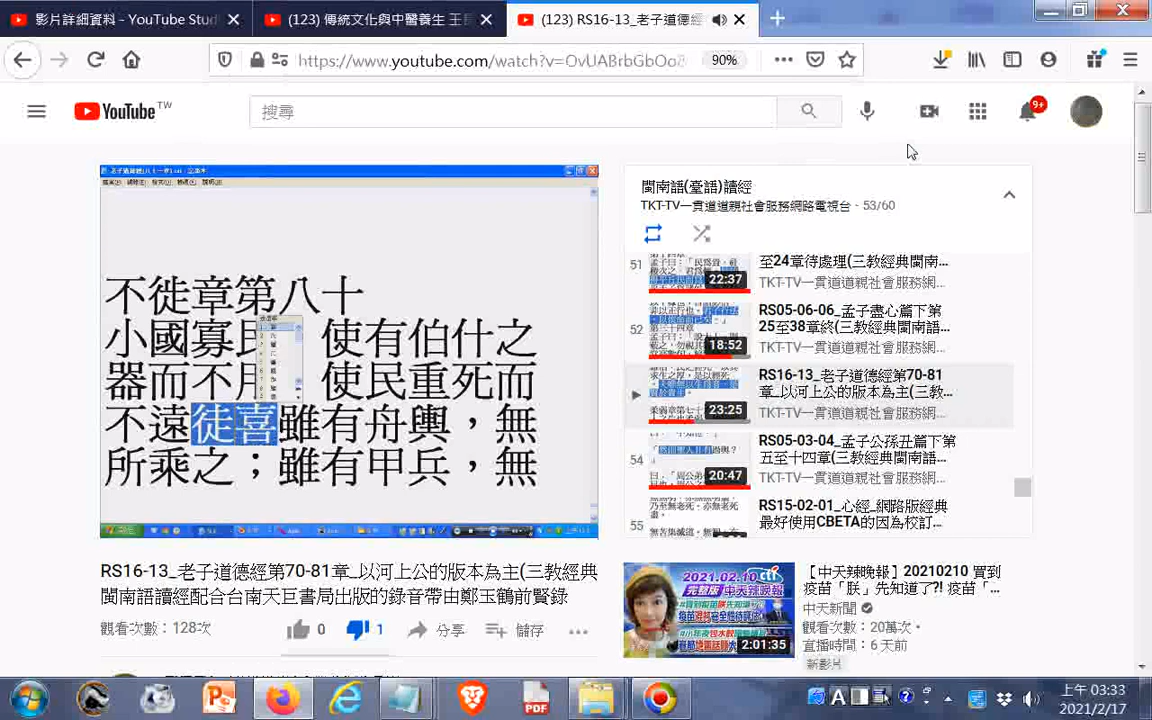 影片詳細資料 - YouTube Stud
(123) 傳統文化與中醫養生 王
(123) RS16-13_老子道德經
https://www.youtube.com/watch?v=OvUABrbGbOo8
90%
YouTube TW
搜尋
9+
不徙章第八十
小國寡民 使有伯什之
器而不用 使民重死而
不遠徒喜雖有舟輿，無
所乘之；雖有甲兵，無
閩南語(臺語)讀經
TKT-TV一貫道道親社會服務網路電視台 - 53/60
51
22:37
至24章待處理(三教經典閩南...
TKT-TV一貫道道親社會服務網...
52
18:52
RS05-06-06_孟子盡心篇下第
25至38章終(三教經典閩南語...
TKT-TV一貫道道親社會服務網...
23:25
RS16-13_老子道德經第70-81
章_以河上公的版本為主(三教...
TKT-TV一貫道道親社會服務網...
54
20:47
RS05-03-04_孟子公孫丑篇下第
五至十四章(三教經典閩南語...
TKT-TV一貫道道親社會服務網...
55
RS15-02-01_心經_網路版經典
最好使用CBETA的因為校訂...
RS16-13_老子道德經第70-81章_以河上公的版本為主(三教經典
閩南語讀經配合台南天巨書局出版的錄音帶由鄭玉鶴前賢錄
觀看次數：128次
0
1
分享
儲存
2021.02.10
完整版
中天辣晚報
2:01:35
【中天辣晚報】20210210 買到
疫苗「朕」先知道了?! 疫苗「...
中天新聞
觀看次數：20萬次・
直播時間：6 天前
新影片
上午 03:33
2021/2/17